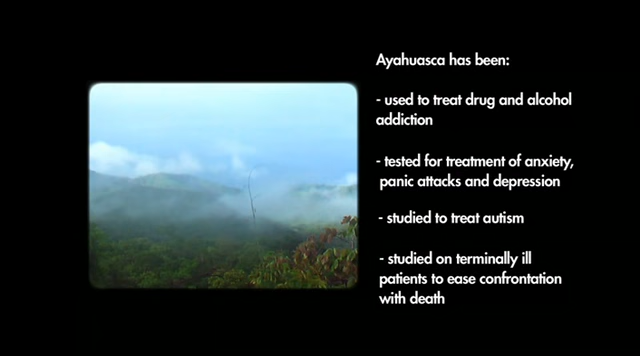 Ayahuasca has been:
- used to treat drug and alcohol
addiction
- tested for treatment of anxiety,
panic attacks and depression
- studied to treat autism
- studied on terminally ill
patients to ease confrontation
with death